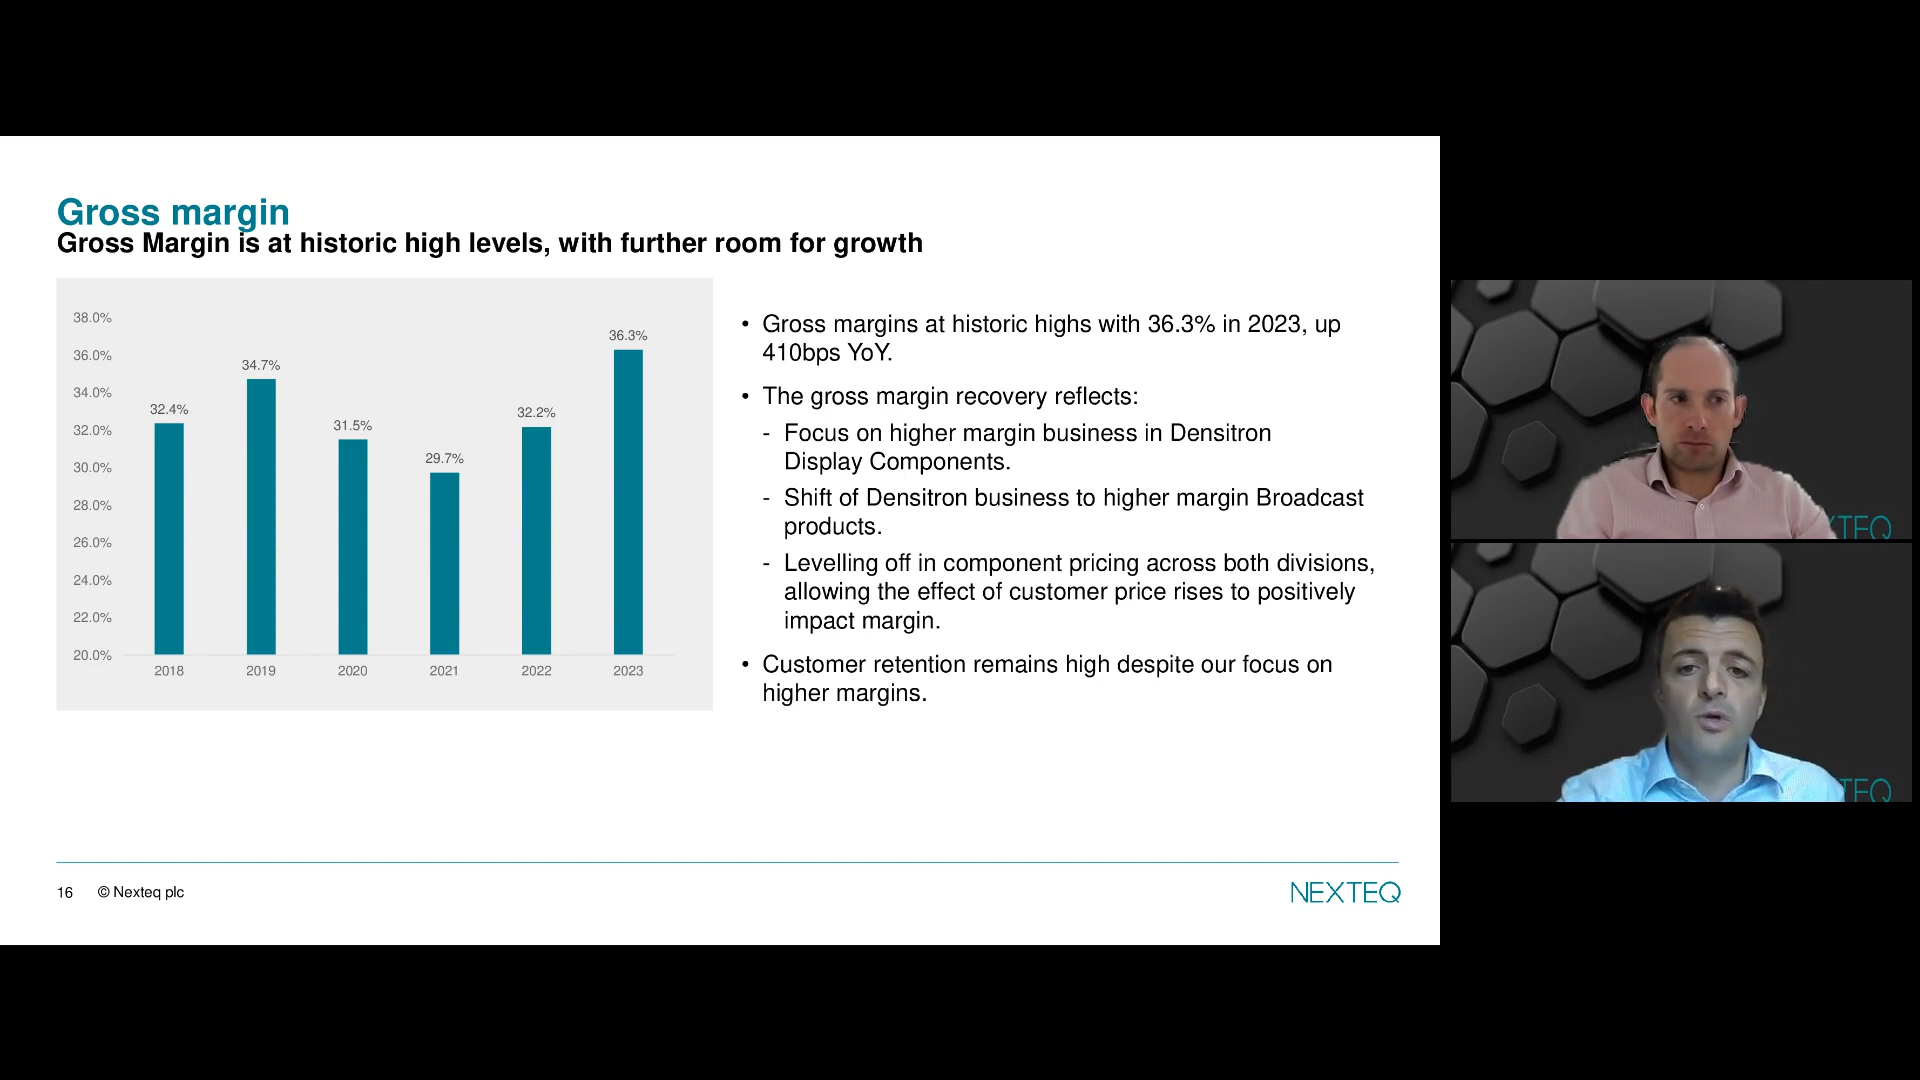 Gross margin
Gross Margin is at historic high levels, with further room for growth
38.0%
36.0%
34.0%
32.0%
30.0%
28.0%
26.0%
24.0%
22.0%
20.0%
32.4%
34.7%
31.5%
29.7%
32.2%
36.3%
2018 2019 2020 2021 2022 2023
• Gross margins at historic highs with 36.3% in 2023, up
410bps YoY.
• The gross margin recovery reflects:
- Focus on higher margin business in Densitron
Display Components.
- Shift of Densitron business to higher margin Broadcast
products.
- Levelling off in component pricing across both divisions,
allowing the effect of customer price rises to positively
impact margin.
• Customer retention remains high despite our focus on
higher margins.
16 © Nexteq plc
NEXTEQ
XTEQ
TEQ